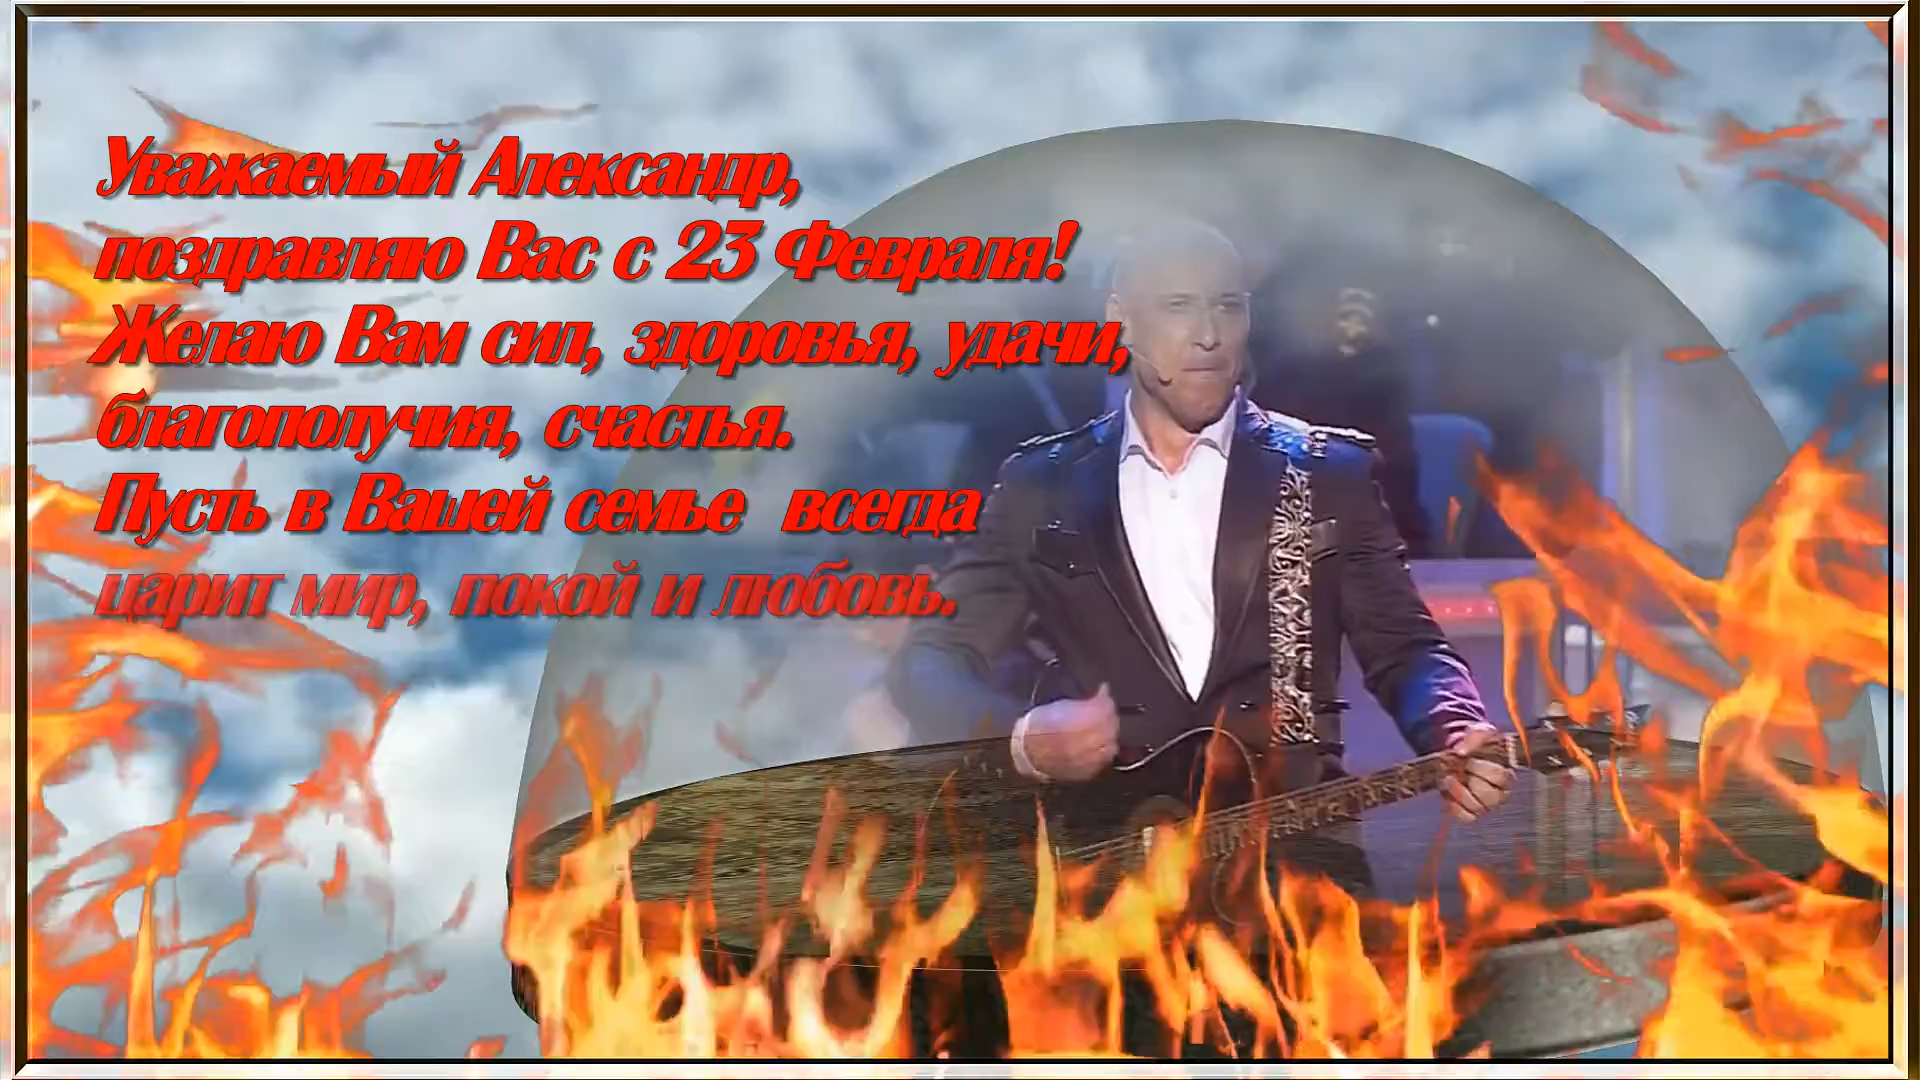 Уважаемый Александр,
поздравляю Вас с 23 Февраля!
Желаю Вам сил, здоровья, удачи,
благополучия, счастья.
Пусть в Вашей семье всегда
царит мир, покой и любовь.